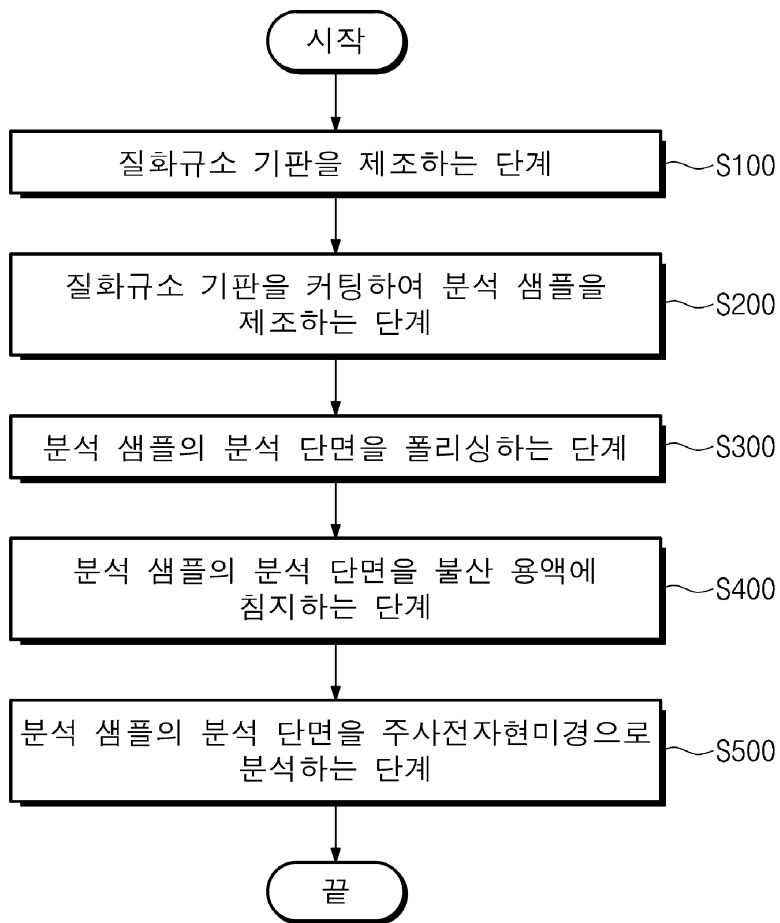 시작
질화규소 기판을 제조하는 단계
S100
질화규소 기판을 커팅하여 분석 샘플을
제조하는 단계
S200
분석 샘플의 분석 단면을 폴리싱하는 단계
S300
분석 샘플의 분석 단면을 불산 용액에
침지하는 단계
S400
분석 샘플의 분석 단면을 주사전자현미경으로
분석하는 단계
S500
끝